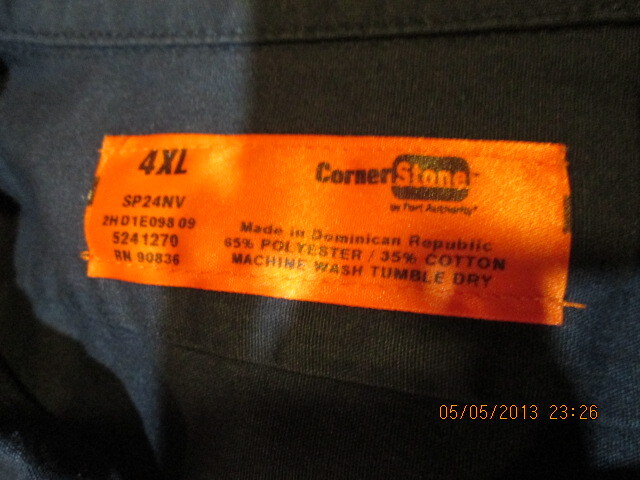 4XL
SP24NV
2HD1E098 09
5241270
RN 90836
CornerStone™
by Port Authority®
Made in Dominican Republic
65% POLYESTER / 35% COTTON
MACHINE WASH TUMBLE DRY
05/05/2013 23:26